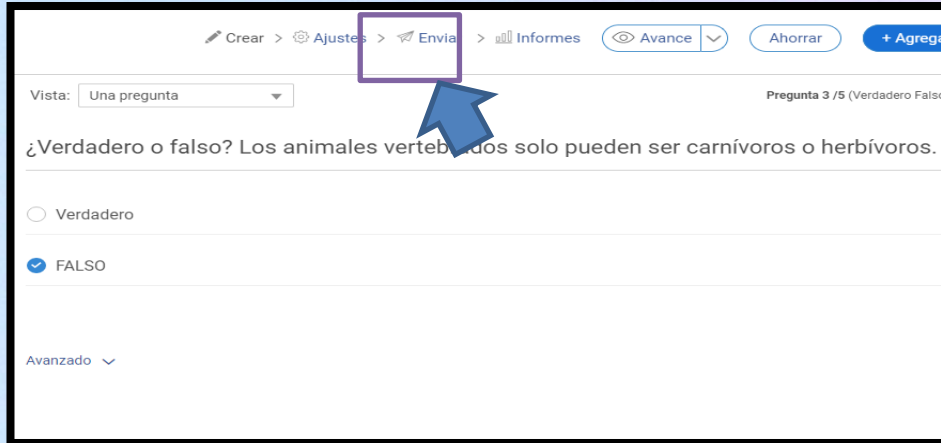 Crear > Ajustes > Envia > Informes Avance Ahorrar + Agrega
Vista: Una pregunta Pregunta 3 /5 (Verdadero Falso
¿Verdadero o falso? Los animales vertebrados solo pueden ser carnívoros o herbívoros.
Verdadero
FALSO
Avanzado